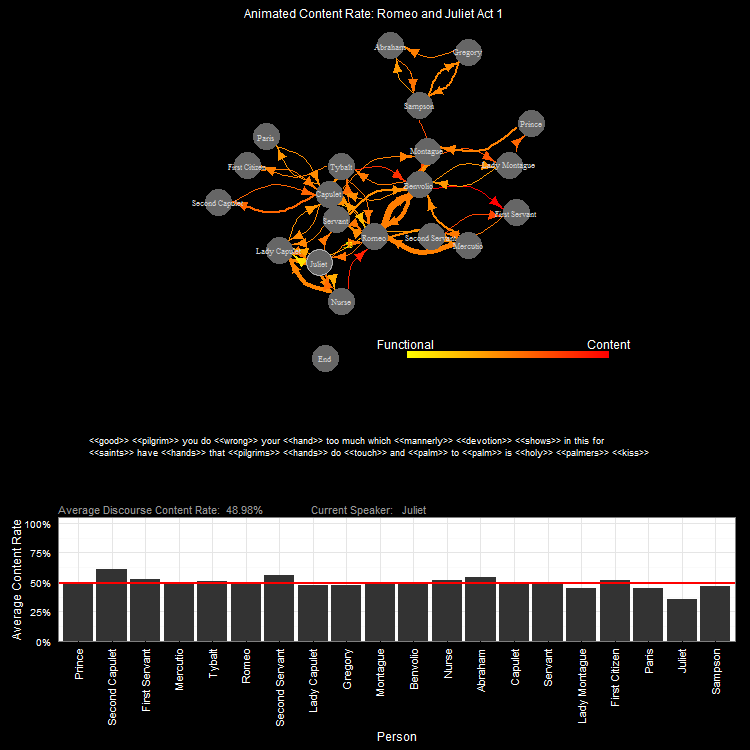 Animated Content Rate: Romeo and Juliet Act 1
Abraham
Gregory
Sampson
Prince
Paris
Montague
First Citizen
Tybalt
Lady Montague
Benvolio
Capulet
Second Capulet
First Servant
Servant
Romeo
Second Servant
Mercutio
Lady Capulet
Juliet
Nurse
Functional
Content
End
<<good>> <<pilgrim>> you do <<wrong>> your <<hand>> too much which <<mannerly>> <<devotion>> <<shows>> in this for
<<saints>> have <<hands>> that <<pilgrims>> <<hands>> do <<touch>> and <<palm>> to <<palm>> is <<holy>> <<palmers>> <<kiss>>
Average Discourse Content Rate: 48.98%
Current Speaker: Juliet
Average Content Rate
100%
75%
50%
25%
0%
Prince
Second Capulet
First Servant
Mercutio
Tybalt
Romeo
Second Servant
Lady Capulet
Gregory
Montague
Benvolio
Nurse
Abraham
Capulet
Servant
Lady Montague
First Citizen
Paris
Juliet
Sampson
Person